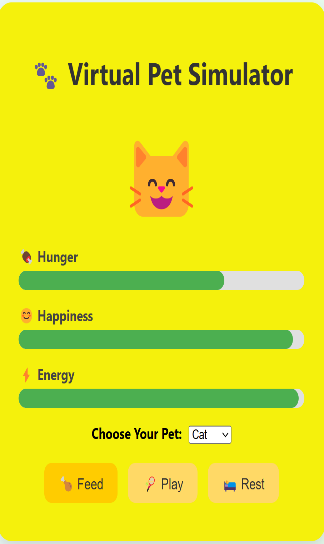 Virtual Pet Simulator
Hunger
Happiness
Energy
Choose Your Pet: Cat
Feed Play Rest